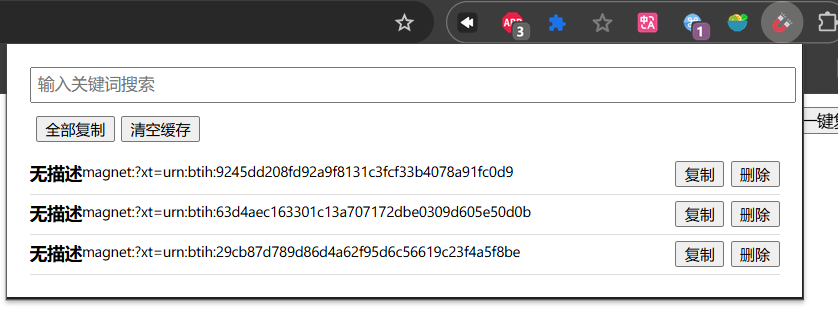 ABP 3 中A 1
输入关键词搜索
全部复制 清空缓存
一键复
无描述magnet:?xt=urn:btih:9245dd208fd92a9f8131c3fcf33b4078a91fc0d9 复制 删除
无描述magnet:?xt=urn:btih:63d4aec163301c13a707172dbe0309d605e50d0b 复制 删除
无描述magnet:?xt=urn:btih:29cb87d789d86d4a62f95d6c56619c23f4a5f8be 复制 删除